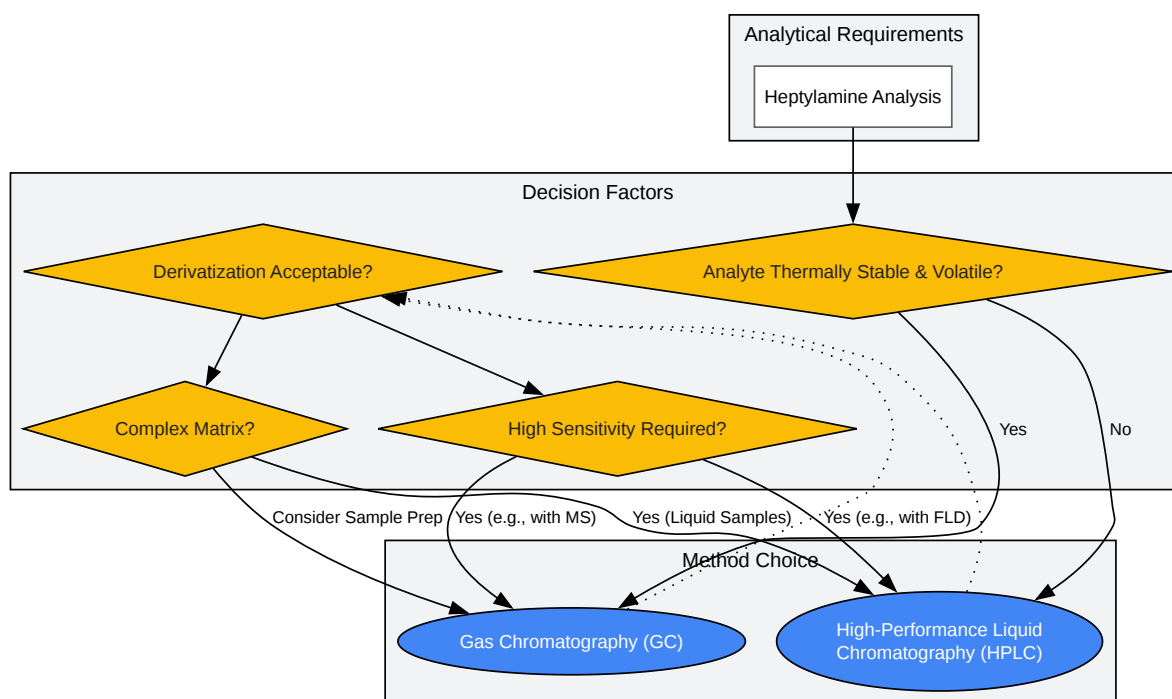 Analytical Requirements
Heptylamine Analysis
Decision Factors
Derivatization Acceptable?
Analyte Thermally Stable & Volatile?
Complex Matrix?
High Sensitivity Required?
Yes
No
Consider Sample Prep
Yes (e.g., with MS)
Yes (Liquid Samples)
Yes (e.g., with FLD)
Method Choice
Gas Chromatography (GC)
High-Performance Liquid
Chromatography (HPLC)